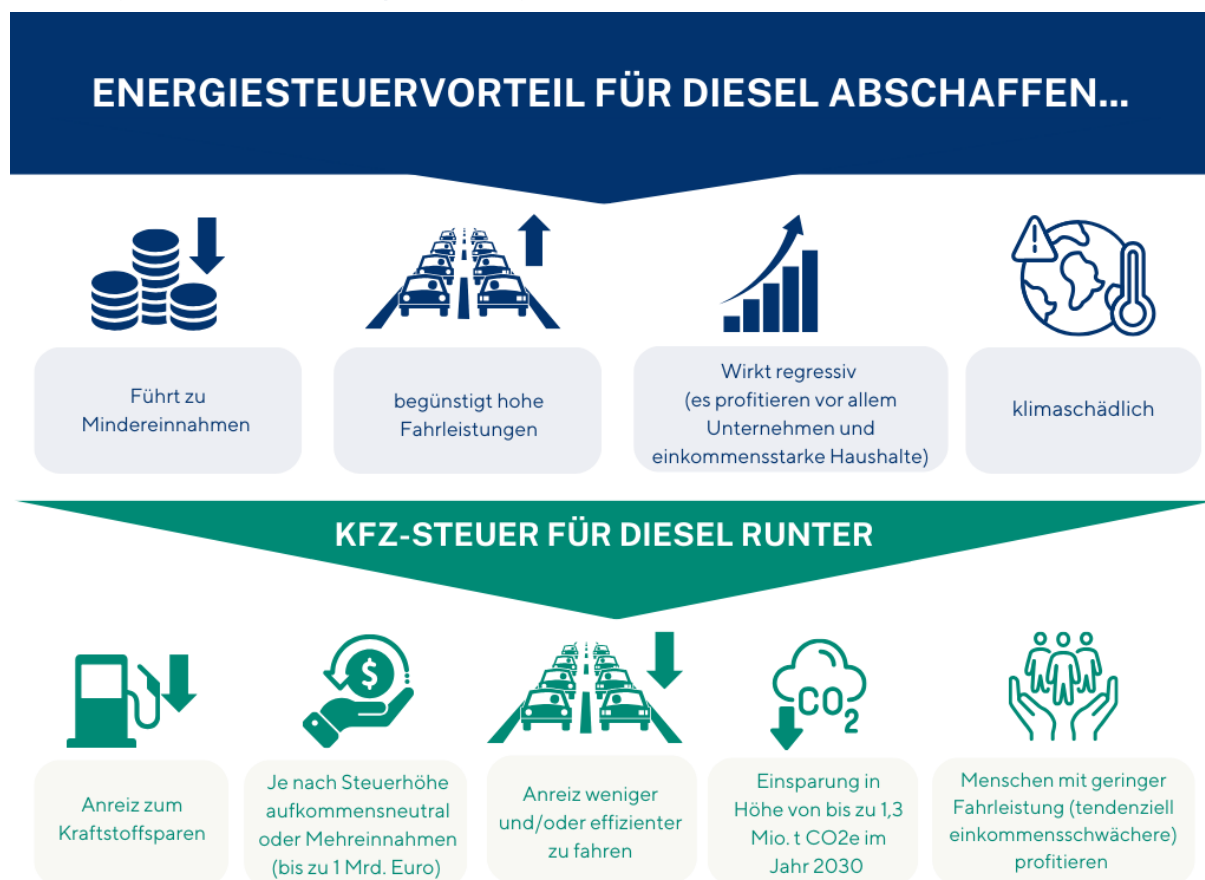 ENERGIESTEUERVORTEIL FÜR DIESEL ABSCHAFFEN...
Führt zu
Mindereinnahmen
begünstigt hohe
Fahrleistungen
Wirkt regressiv
(es profitieren vor allem
Unternehmen und
einkommensstarke Haushalte)
klimaschädlich
KFZ-STEUER FÜR DIESEL RUNTER
$
CO2
Anreiz zum
Kraftstoffsparen
Je nach Steuerhöhe
aufkommensneutral
oder Mehreinnahmen
(bis zu 1 Mrd. Euro)
Anreiz weniger
und/oder effizienter
zu fahren
Einsparung in
Höhe von bis zu 1,3
Mio. t CO2e im
Jahr 2030
Menschen mit geringer
Fahrleistung (tendenziell
einkommensschwächere)
profitieren